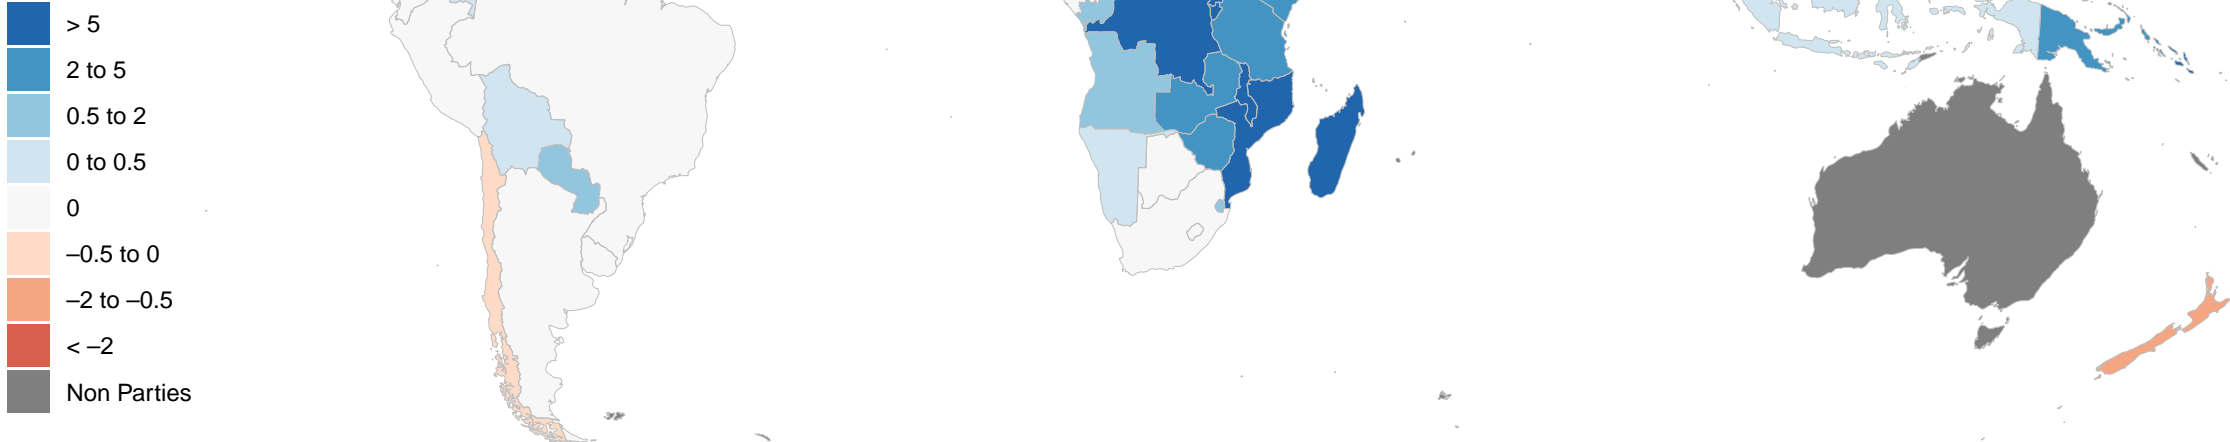 > 5
2 to 5
0.5 to 2
0 to 0.5
0
–0.5 to 0
–2 to –0.5
< –2
Non Parties